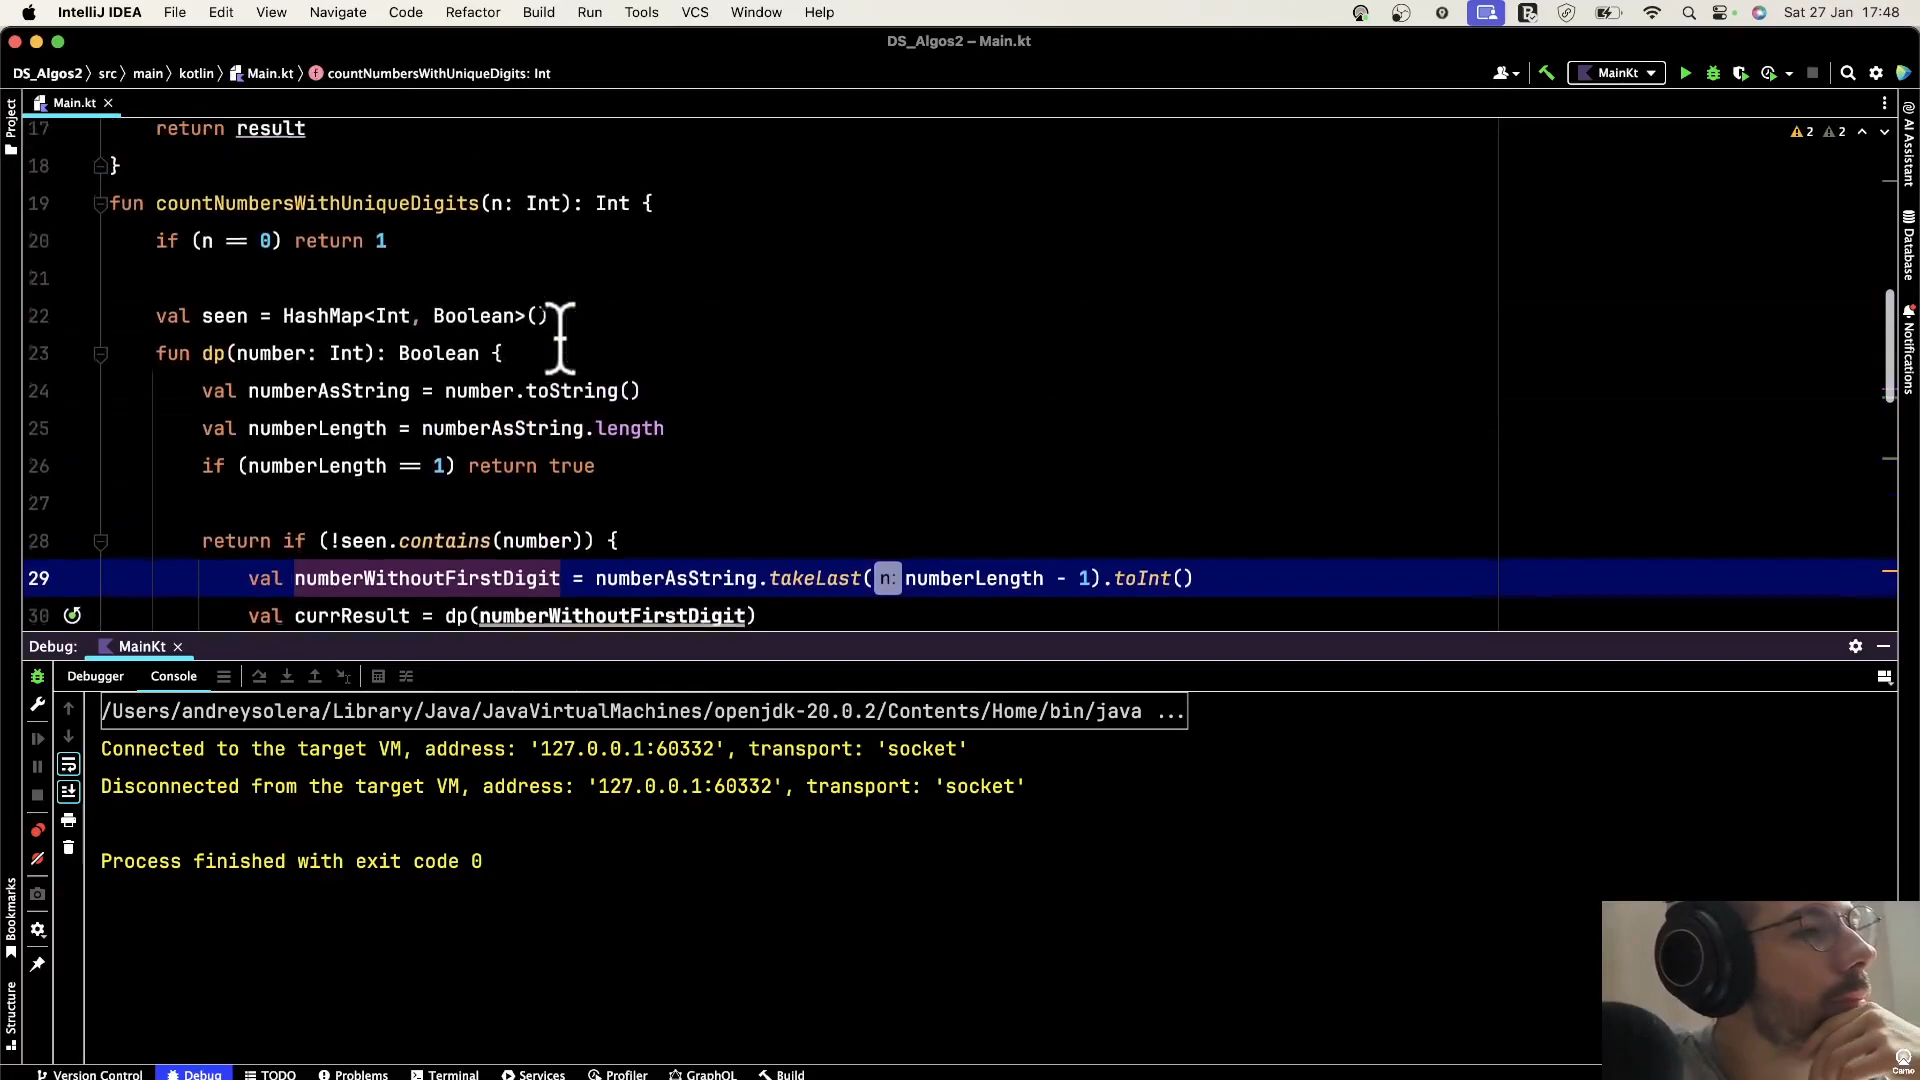 IntelliJ IDEA File Edit View Navigate Code Refactor Build Run Tools VCS Window Help Sat 27 Jan 17:48
DS_Algos2 – Main.kt
DS_Algos2 src main kotlin Main.kt countNumbersWithUniqueDigits: Int MainKt
Main.kt
Project
AI Assistant
Database
Notifications
2 2
17 return result
18 }
19 fun countNumbersWithUniqueDigits(n: Int): Int {
20 if (n == 0) return 1
21
22 val seen = HashMap<Int, Boolean>()
23 fun dp(number: Int): Boolean {
24 val numberAsString = number.toString()
25 val numberLength = numberAsString.length
26 if (numberLength == 1) return true
27
28 return if (!seen.contains(number)) {
29 val numberWithoutFirstDigit = numberAsString.takeLast( n: numberLength - 1).toInt()
30 val currResult = dp(numberWithoutFirstDigit)
Debug: MainKt
Debugger Console
/Users/andreysolera/Library/Java/JavaVirtualMachines/openjdk-20.0.2/Contents/Home/bin/java ...
Connected to the target VM, address: '127.0.0.1:60332', transport: 'socket'
Disconnected from the target VM, address: '127.0.0.1:60332', transport: 'socket'
Process finished with exit code 0
Bookmarks
Structure
Camo
Version Control Debug TODO Problems Terminal Services Profiler GraphQL Build